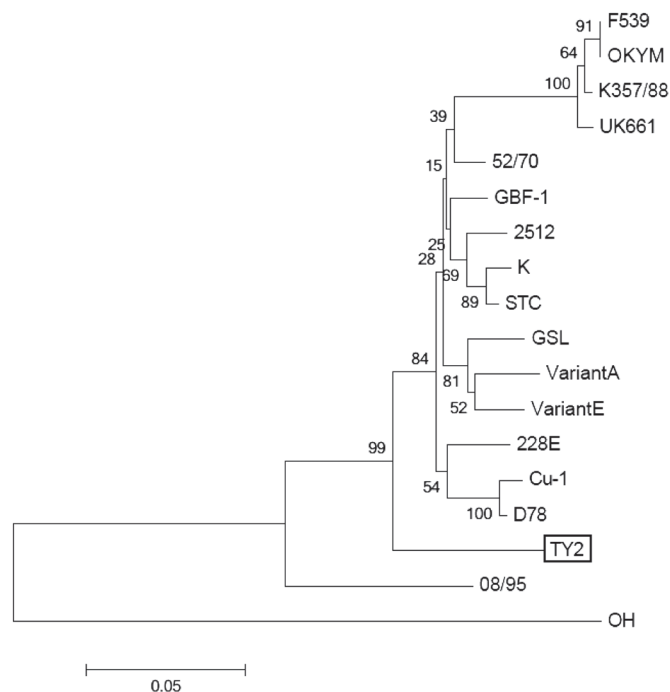 F539
91
OKYM
64
K357/88
100
UK661
39
52/70
15
GBF-1
25
2512
28
K
69
STC
89
GSL
84
VariantA
81
VariantE
52
228E
99
Cu-1
54
D78
100
TY2
08/95
OH
0.05